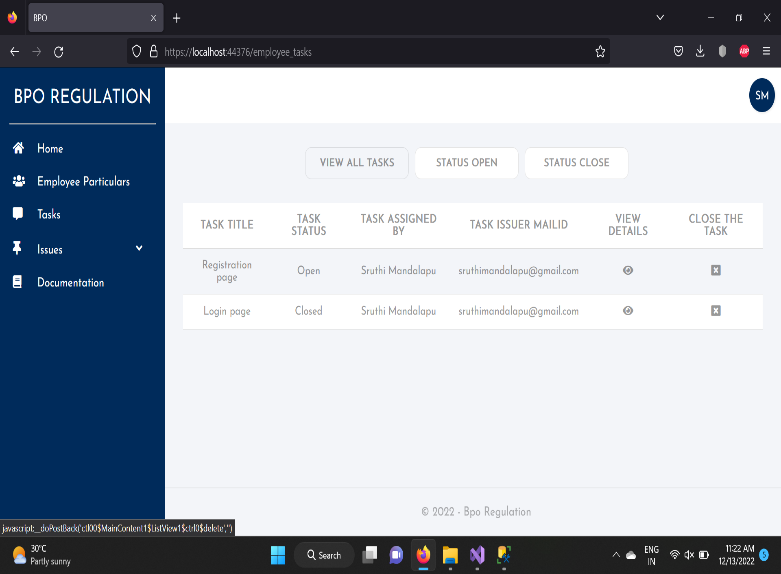 BPO
https://localhost:44376/employee_tasks
ABP
BPO REGULATION
SM
Home
Employee Particulars
Tasks
Issues
Documentation
VIEW ALL TASKS STATUS OPEN STATUS CLOSE
TASK TITLE TASK STATUS TASK ASSIGNED BY TASK ISSUER MAILID VIEW DETAILS CLOSE THE TASK
Registration page Open Sruthi Mandalapu sruthimandalapu@gmail.com
Login page Closed Sruthi Mandalapu sruthimandalapu@gmail.com
© 2022 - Bpo Regulation
javascript:__doPostBack('ctl00$MainContent1$ListView1$ctrl0$delete','')
30°C
Partly sunny
Search
ENG
IN
11:22 AM
12/13/2022
5